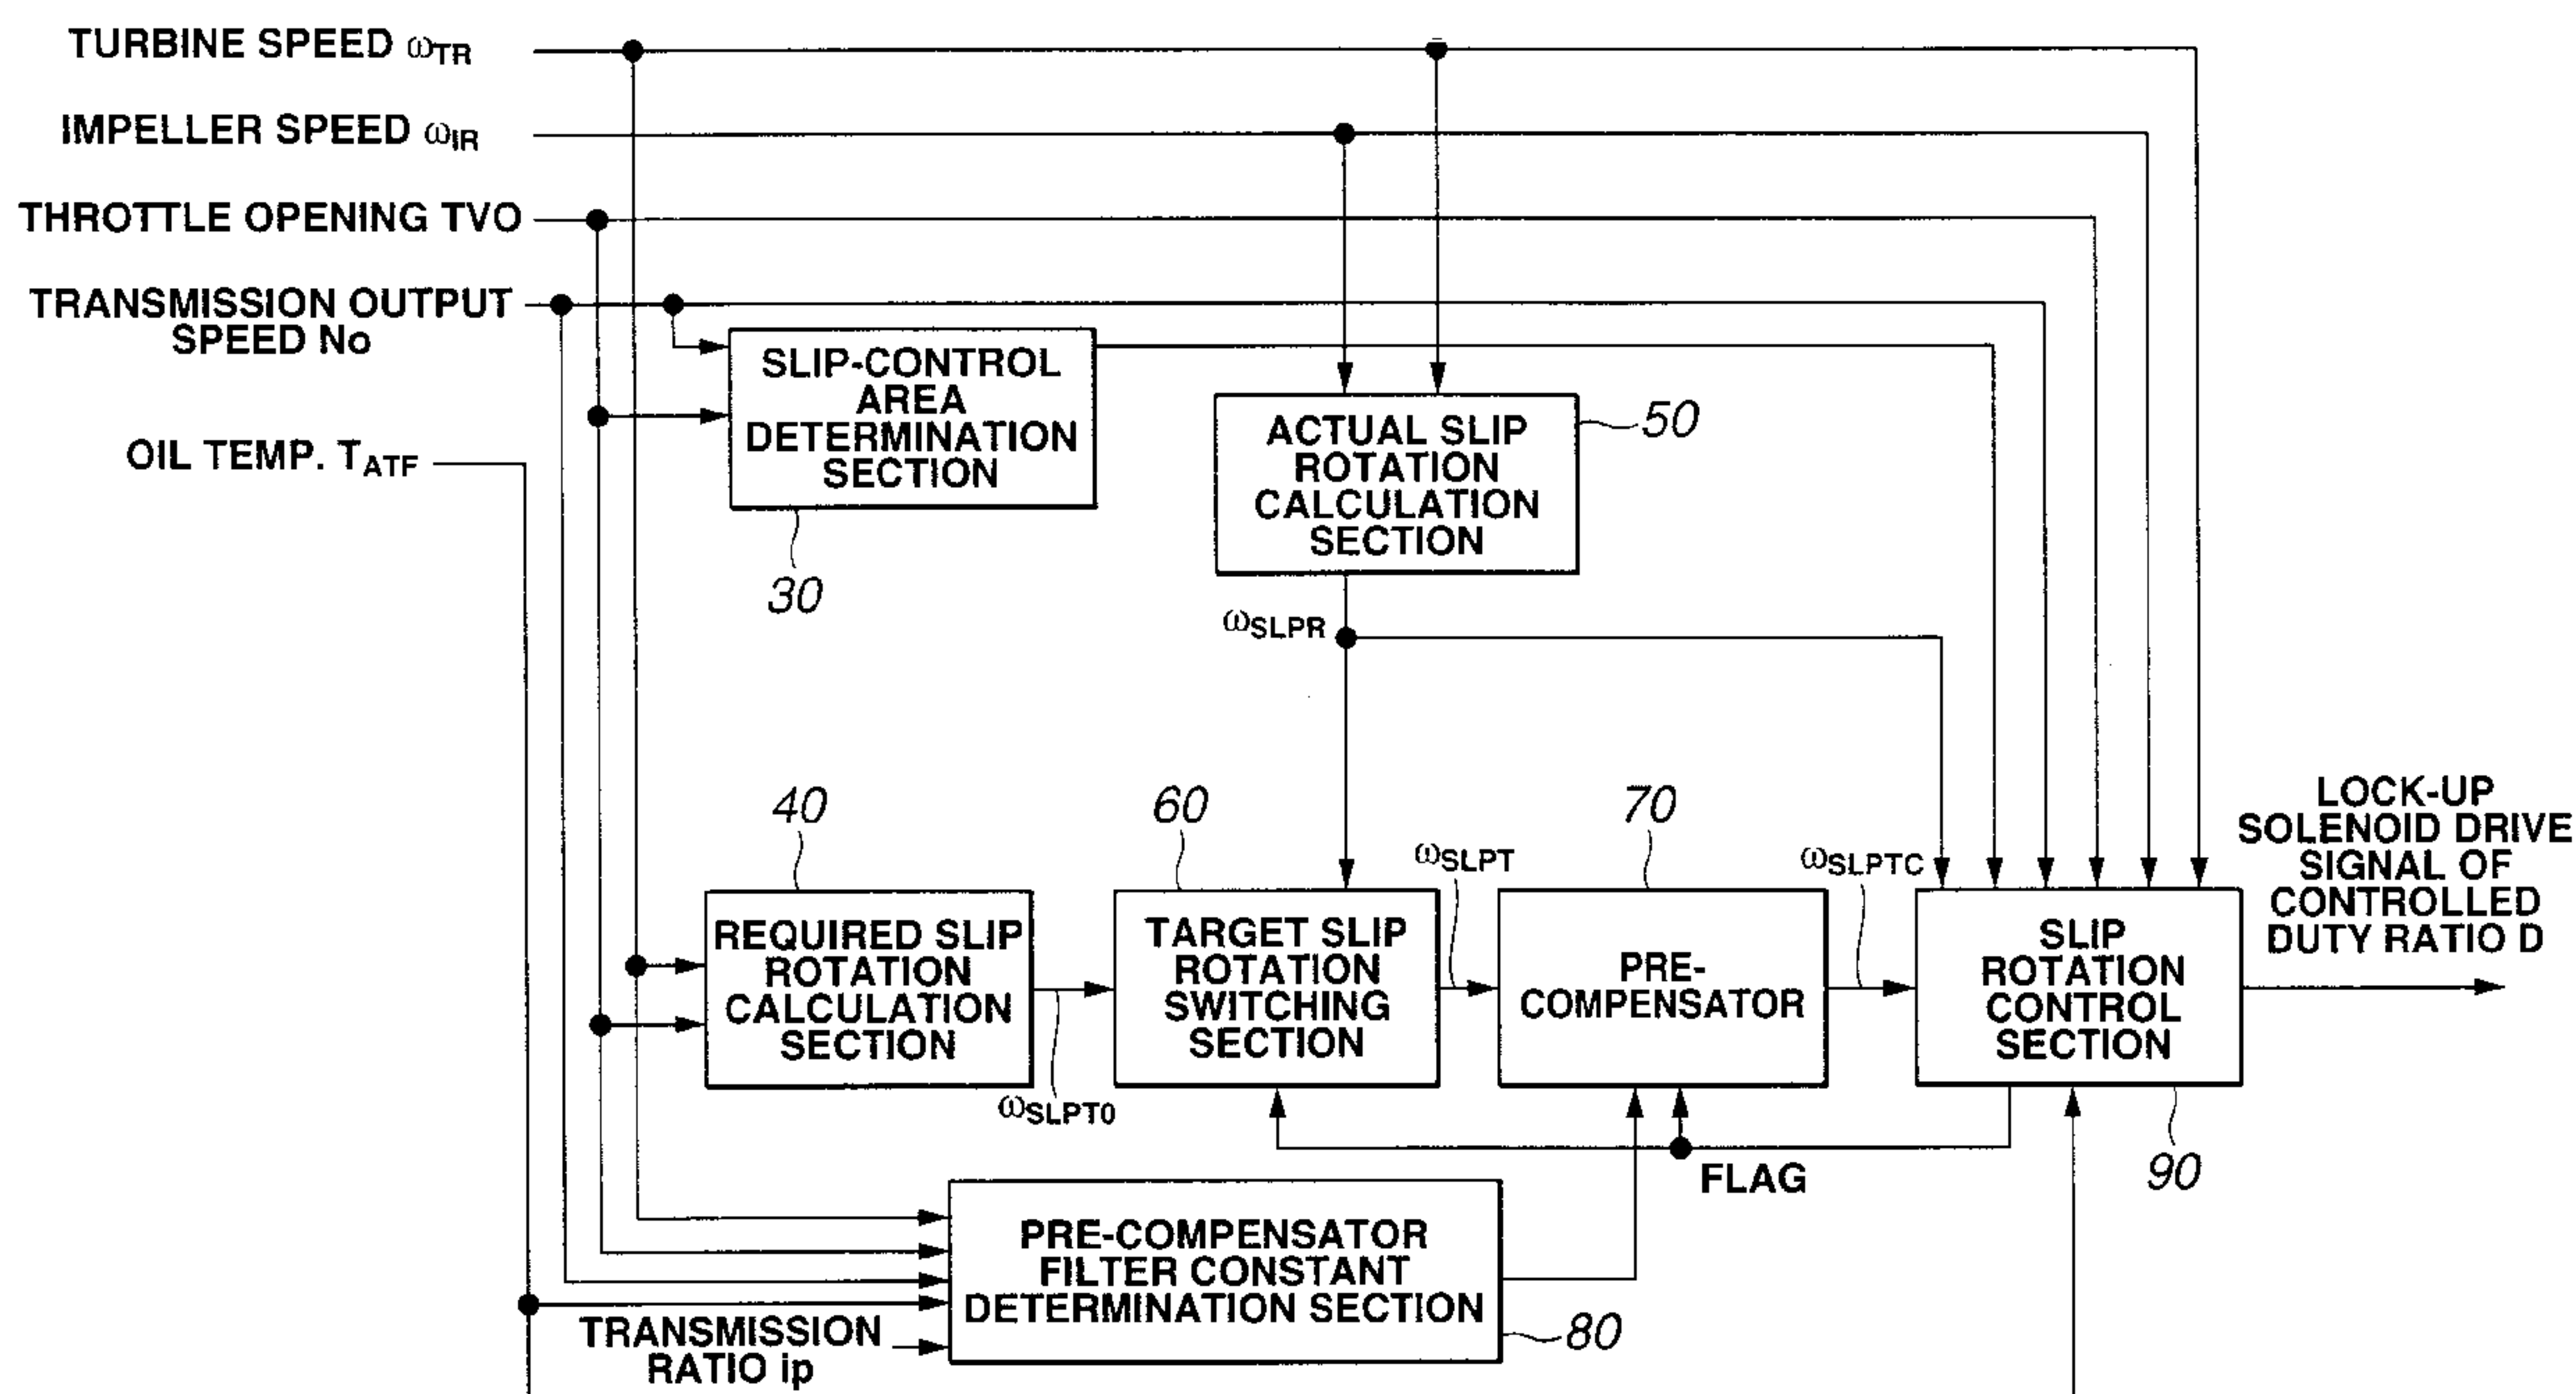 TURBINE SPEED ωTR
IMPELLER SPEED ωIR
THROTTLE OPENING TVO
TRANSMISSION OUTPUT
SPEED No
OIL TEMP. TATF
SLIP-CONTROL
AREA
DETERMINATION
SECTION
30
ACTUAL SLIP
ROTATION
CALCULATION
SECTION
50
ωSLPR
40
REQUIRED SLIP
ROTATION
CALCULATION
SECTION
ωSLPT0
60
TARGET SLIP
ROTATION
SWITCHING
SECTION
ωSLPT
70
PRE-
COMPENSATOR
ωSLPTC
SLIP
ROTATION
CONTROL
SECTION
90
LOCK-UP
SOLENOID DRIVE
SIGNAL OF
CONTROLLED
DUTY RATIO D
FLAG
PRE-COMPENSATOR
FILTER CONSTANT
DETERMINATION SECTION
80
TRANSMISSION
RATIO ip